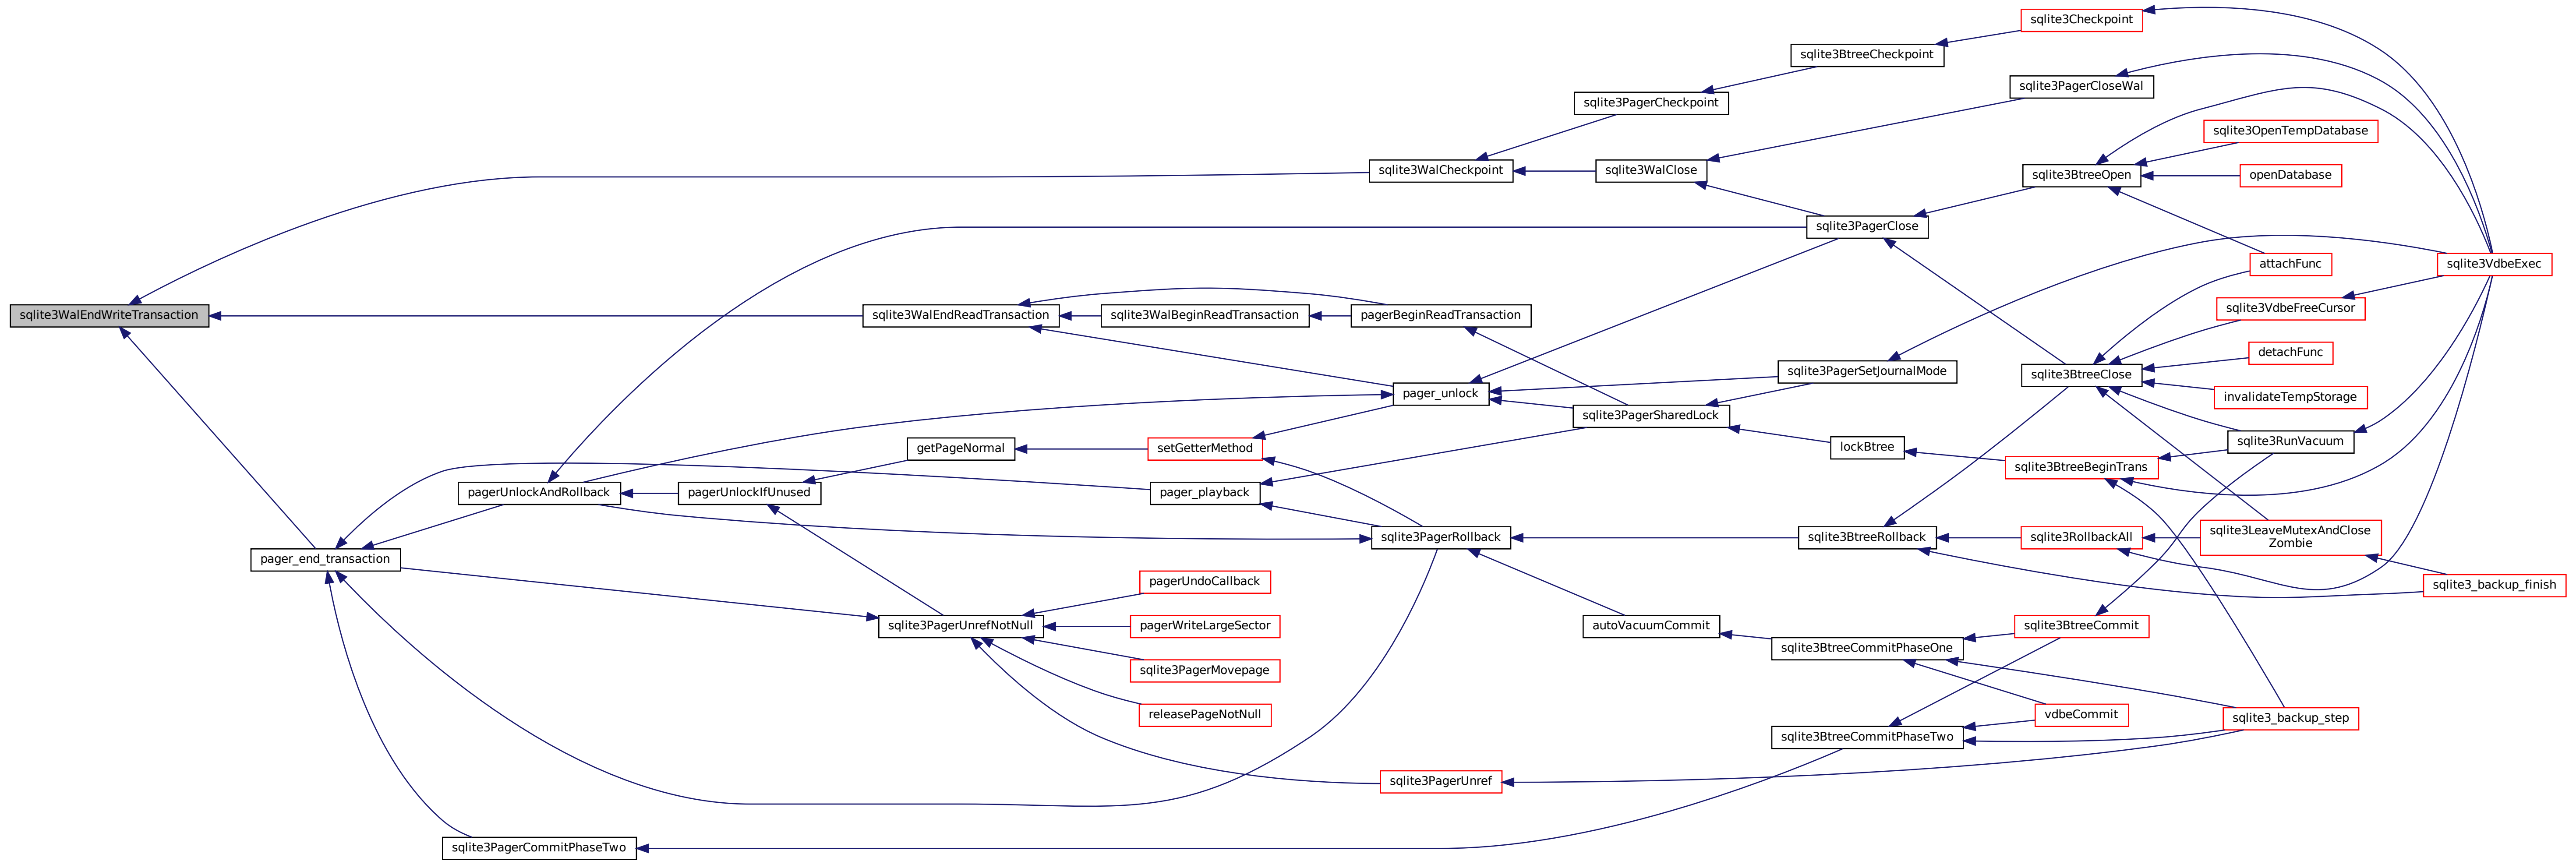 sqlite3Checkpoint
sqlite3BtreeCheckpoint
sqlite3PagerCloseWal
sqlite3PagerCheckpoint
sqlite3OpenTempDatabase
sqlite3WalCheckpoint
sqlite3WalClose
sqlite3BtreeOpen
openDatabase
sqlite3PagerClose
attachFunc
sqlite3VdbeExec
sqlite3VdbeFreeCursor
sqlite3WalEndWriteTransaction
sqlite3WalEndReadTransaction
sqlite3WalBeginReadTransaction
pagerBeginReadTransaction
detachFunc
sqlite3PagerSetJournalMode
sqlite3BtreeClose
pager_unlock
invalidateTempStorage
sqlite3PagerSharedLock
getPageNormal
setGetterMethod
lockBtree
sqlite3RunVacuum
sqlite3BtreeBeginTrans
pagerUnlockAndRollback
pagerUnlockIfUnused
pager_playback
sqlite3PagerRollback
sqlite3BtreeRollback
sqlite3RollbackAll
sqlite3LeaveMutexAndClose
Zombie
pager_end_transaction
pagerUndoCallback
sqlite3_backup_finish
sqlite3PagerUnrefNotNull
pagerWriteLargeSector
autoVacuumCommit
sqlite3BtreeCommit
sqlite3BtreeCommitPhaseOne
sqlite3PagerMovepage
releasePageNotNull
vdbeCommit
sqlite3_backup_step
sqlite3BtreeCommitPhaseTwo
sqlite3PagerUnref
sqlite3PagerCommitPhaseTwo